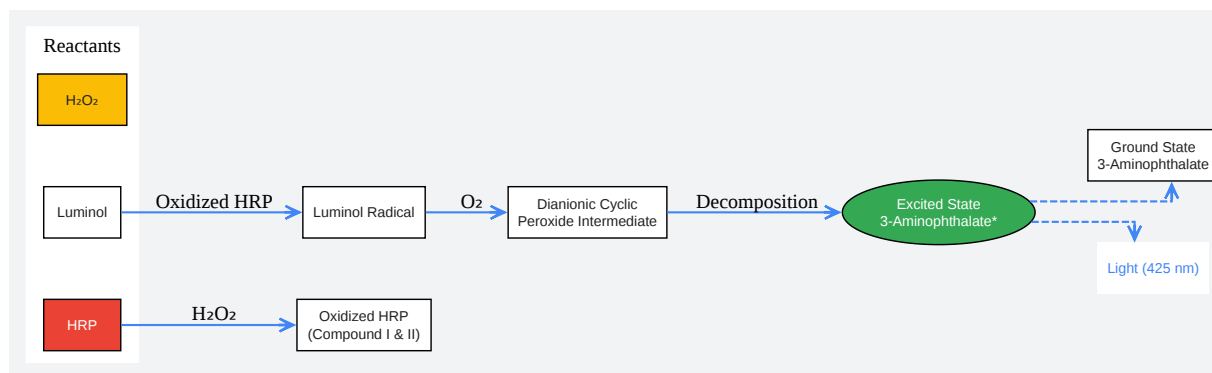 Reactants
H₂O₂
Luminol
Oxidized HRP
Luminol Radical
O₂
Dianionic Cyclic
Peroxide Intermediate
Decomposition
Excited State
3-Aminophthalate*
Ground State
3-Aminophthalate
Light (425 nm)
HRP
H₂O₂
Oxidized HRP
(Compound I & II)